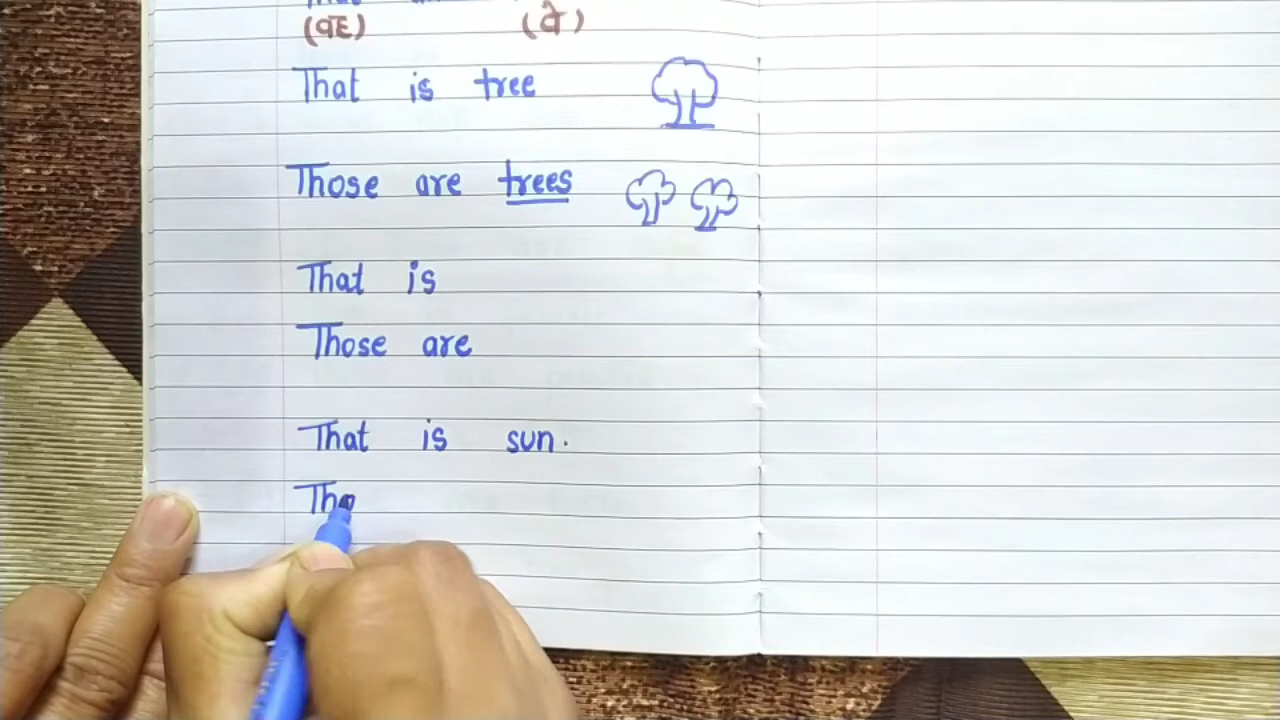 (वह) (वे)
That is tree
Those are trees
That is
Those are
That is sun.
Tho